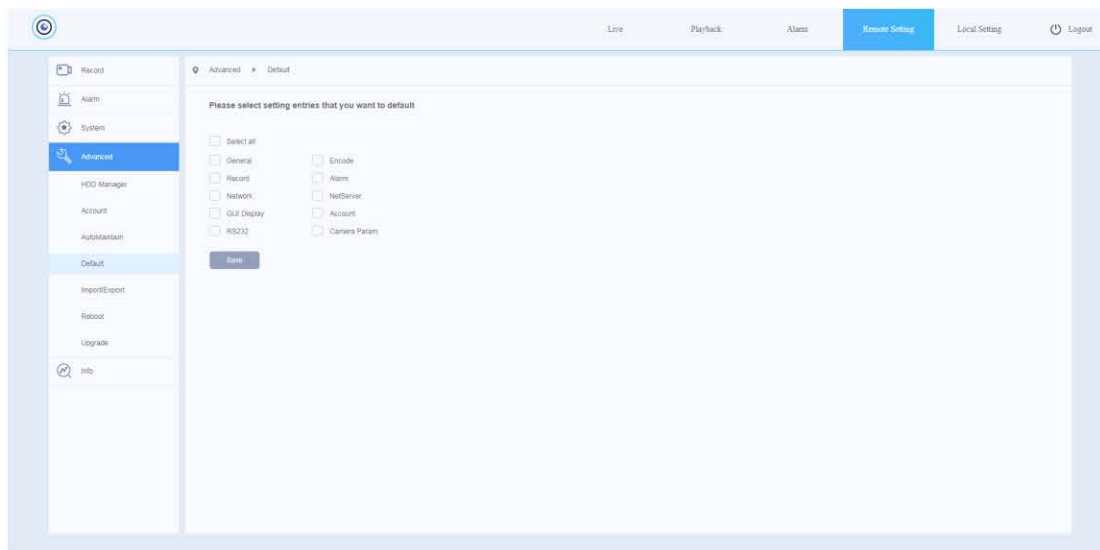 Live Playback Alarm Remote Setting Local Setting Logout
Record
Alarm
System
Advanced
HDD Manager
Account
AutoMaintain
Default
Import/Export
Reboot
Upgrade
Info
Advanced Default
Please select setting entries that you want to default
Select all
General Encode
Record Alarm
Network NetServer
GUI Display Account
RS232 Camera Param
Save